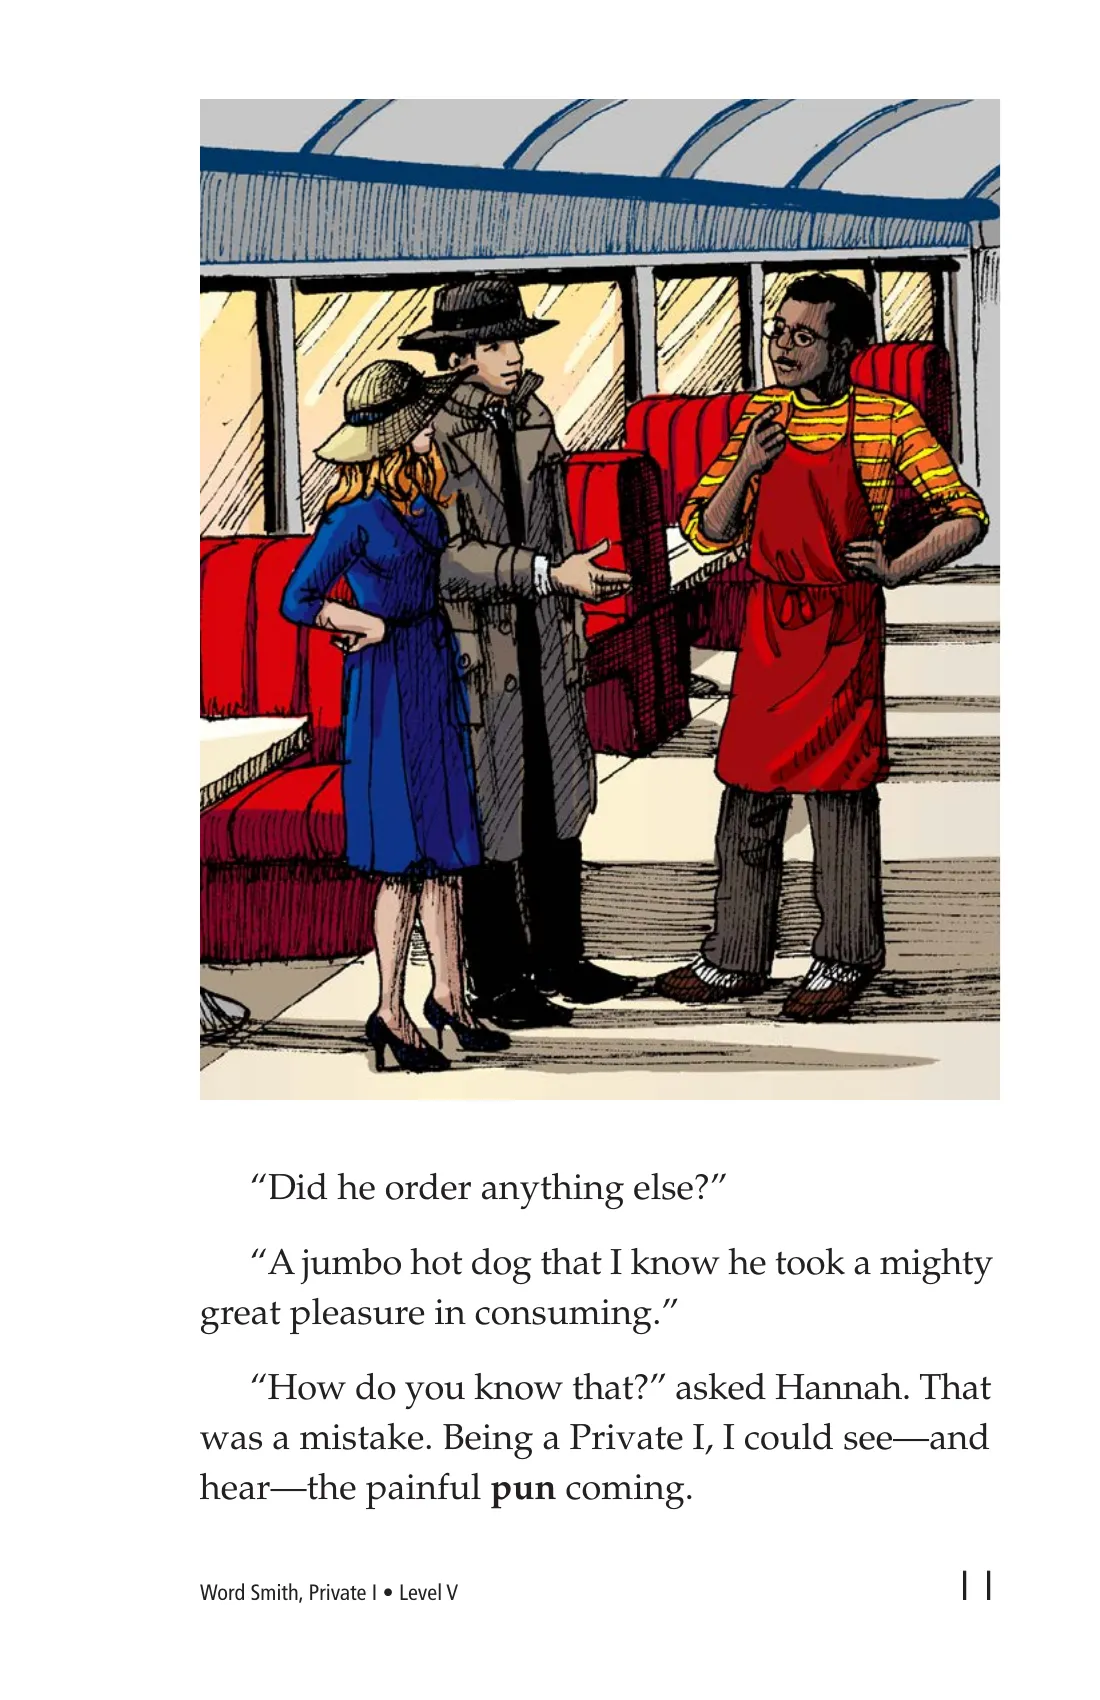 “Did he order anything else?”
“A jumbo hot dog that I know he took a mighty
great pleasure in consuming.”
“How do you know that?” asked Hannah. That
was a mistake. Being a Private I, I could see—and
hear—the painful pun coming.
Word Smith, Private I • Level V
11